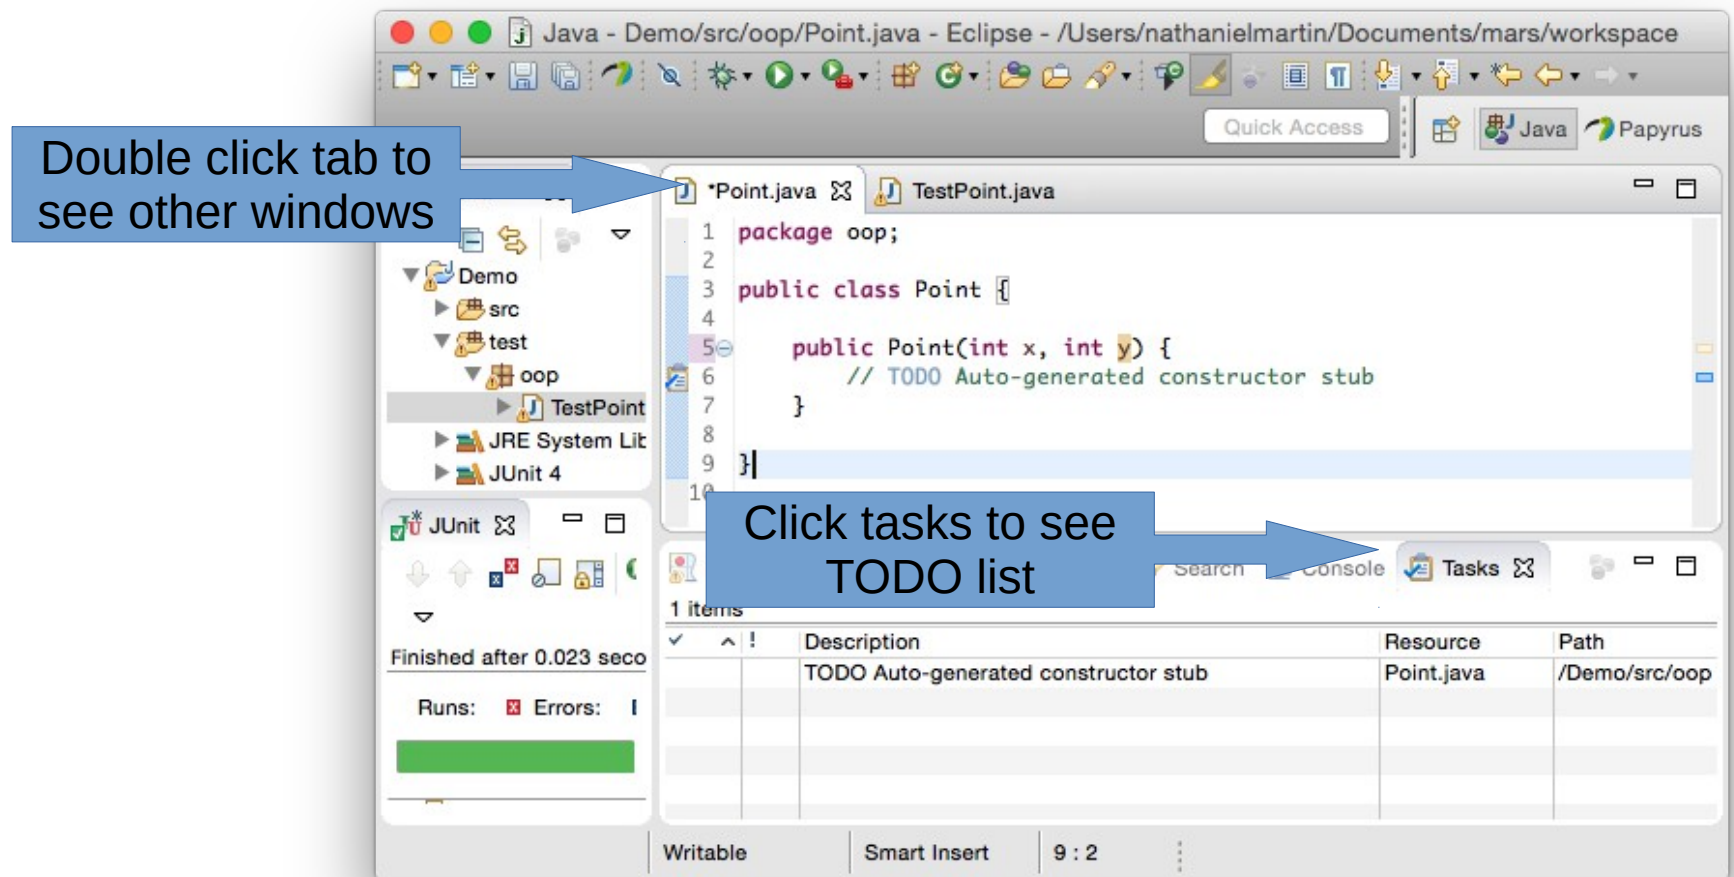 Java - Demo/src/oop/Point.java - Eclipse - /Users/nathanielmartin/Documents/mars/workspace
Quick Access
Java
Papyrus
Double click tab to
see other windows
*Point.java
TestPoint.java
Demo
src
test
oop
TestPoint
JRE System Lib
JUnit 4
1 package oop;
2
3 public class Point {
4
5 public Point(int x, int y) {
6 // TODO Auto-generated constructor stub
7 }
8
9 }
10
Click tasks to see
TODO list
JUnit
Finished after 0.023 seco
Runs:
Errors:
Search
Console
Tasks
1 items
! Description Resource Path
TODO Auto-generated constructor stub Point.java /Demo/src/oop
Writable Smart Insert 9 : 2